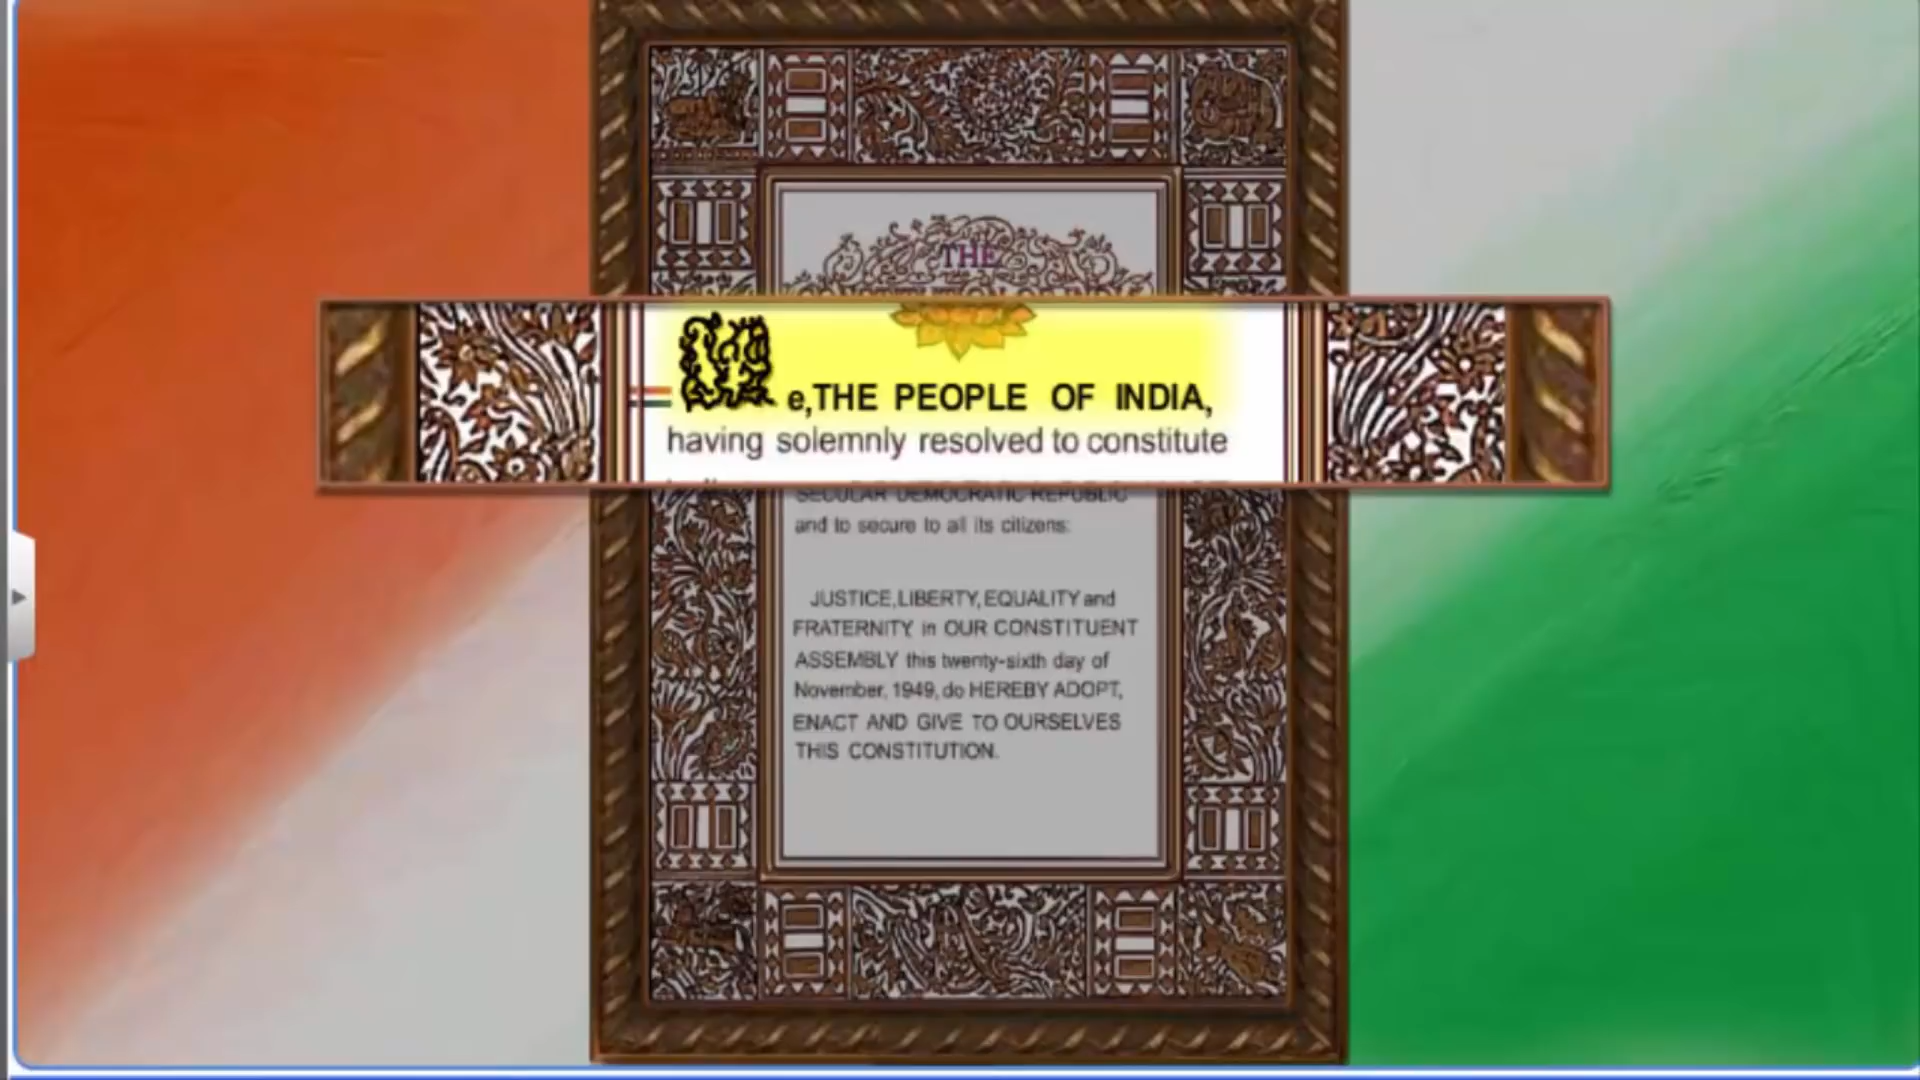 THE
We,THE PEOPLE OF INDIA,
having solemnly resolved to constitute
SECULAR DEMOCRATIC REPUBLIC
and to secure to all its citizens:
JUSTICE,LIBERTY,EQUALITY and
FRATERNITY, in OUR CONSTITUENT
ASSEMBLY this twenty-sixth day of
November, 1949, do HEREBY ADOPT,
ENACT AND GIVE TO OURSELVES
THIS CONSTITUTION.